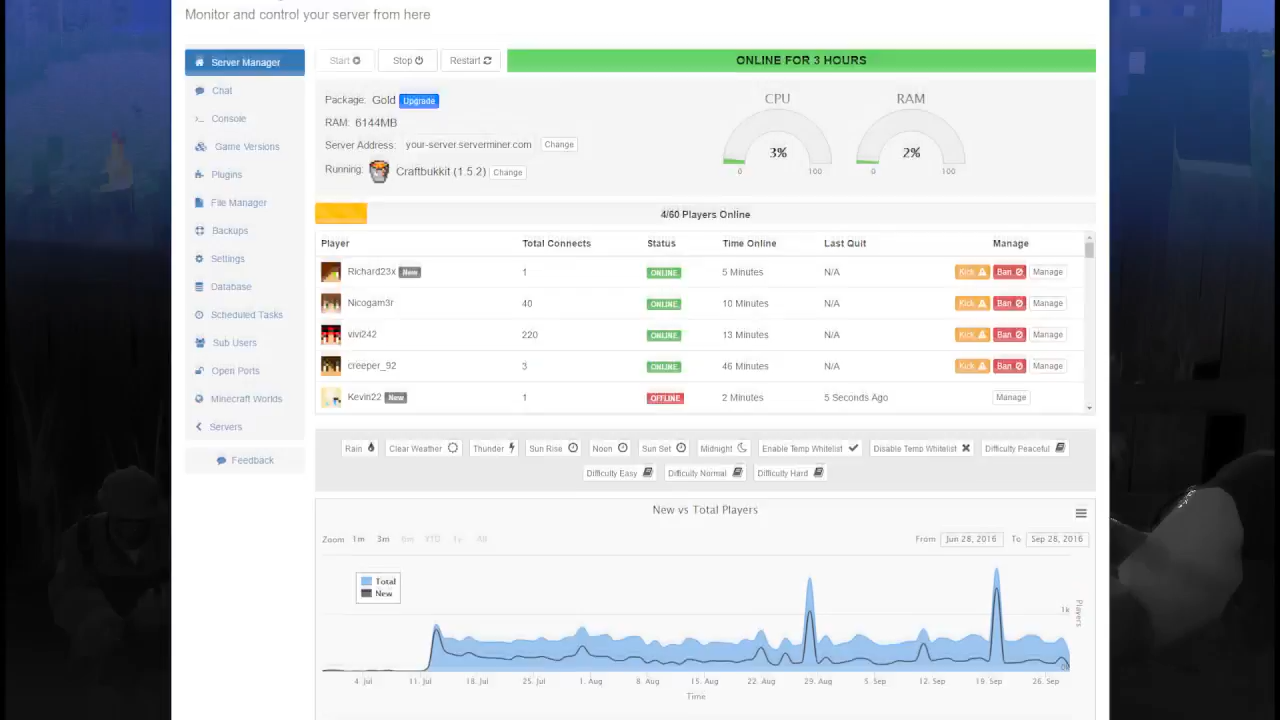 Monitor and control your server from here
Server Manager
Chat
Console
Game Versions
Plugins
File Manager
Backups
Settings
Database
Scheduled Tasks
Sub Users
Open Ports
Minecraft Worlds
Servers
Feedback
Start Stop Restart ONLINE FOR 3 HOURS
Package: Gold Upgrade
RAM: 6144MB
Server Address: your-server.serverminer.com Change
Running: Craftbukkit (1.5.2) Change
CPU RAM
3% 2%
0 100 0 100
4/60 Players Online
Player Total Connects Status Time Online Last Quit Manage
Richard23x New 1 ONLINE 5 Minutes N/A Kick Ban Manage
Nicogam3r 40 ONLINE 10 Minutes N/A Kick Ban Manage
vivi242 220 ONLINE 13 Minutes N/A Kick Ban Manage
creeper_92 3 ONLINE 46 Minutes N/A Kick Ban Manage
Kevin22 New 1 OFFLINE 2 Minutes 5 Seconds Ago Manage
Rain Clear Weather Thunder Sun Rise Noon Sun Set Midnight Enable Temp Whitelist Disable Temp Whitelist Difficulty Peaceful
Difficulty Easy Difficulty Normal Difficulty Hard
New vs Total Players
Zoom 1m 3m 6m YTD 1y All From Jun 28, 2016 To Sep 28, 2016
Total
New
1k
Players
0k
4. Jul 11. Jul 18. Jul 25. Jul 1. Aug 8. Aug 15. Aug 22. Aug 29. Aug 5. Sep 12. Sep 19. Sep 26. Sep
Time